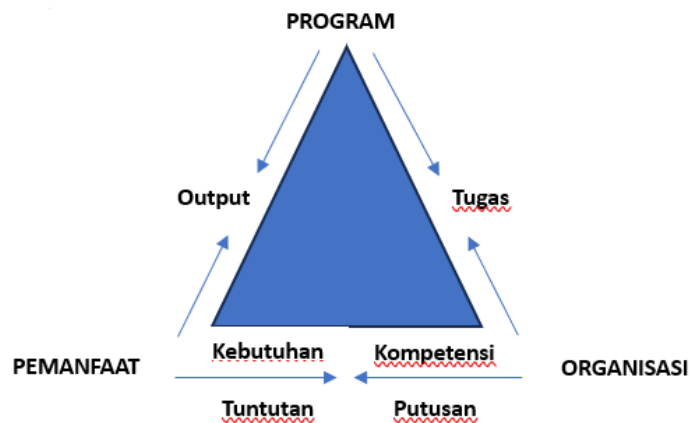 PROGRAM
Output
Tugas
Kebutuhan
Kompetensi
PEMANFAAT
ORGANISASI
Tuntutan
Putusan